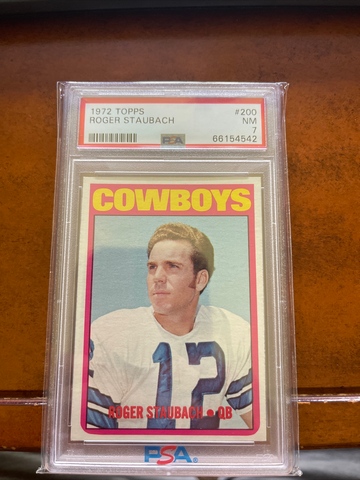 1972 TOPPS #200
ROGER STAUBACH NM
7
PSA 66154542
COWBOYS
12
ROGER STAUBACH • QB
PSA®